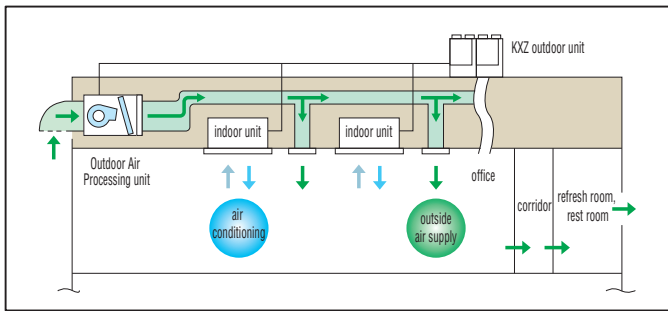 KXZ outdoor unit
indoor unit
indoor unit
Outdoor Air
Processing unit
office
corridor
refresh room,
rest room
air
conditioning
outside
air supply